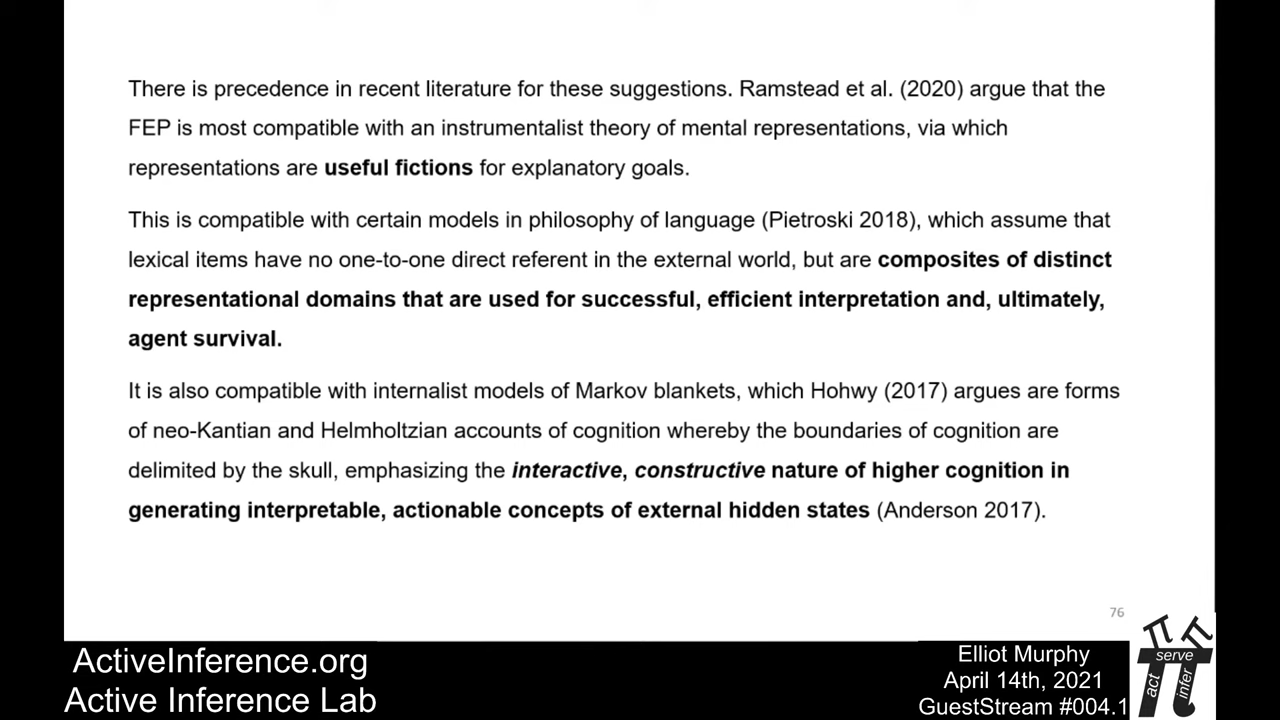 There is precedence in recent literature for these suggestions. Ramstead et al. (2020) argue that the
FEP is most compatible with an instrumentalist theory of mental representations, via which
representations are useful fictions for explanatory goals.
This is compatible with certain models in philosophy of language (Pietroski 2018), which assume that
lexical items have no one-to-one direct referent in the external world, but are composites of distinct
representational domains that are used for successful, efficient interpretation and, ultimately,
agent survival.
It is also compatible with internalist models of Markov blankets, which Hohwy (2017) argues are forms
of neo-Kantian and Helmholtzian accounts of cognition whereby the boundaries of cognition are
delimited by the skull, emphasizing the interactive, constructive nature of higher cognition in
generating interpretable, actionable concepts of external hidden states (Anderson 2017).
76
ActiveInference.org
Active Inference Lab
Elliot Murphy
April 14th, 2021
GuestStream #004.1
π π
serve
act
infer